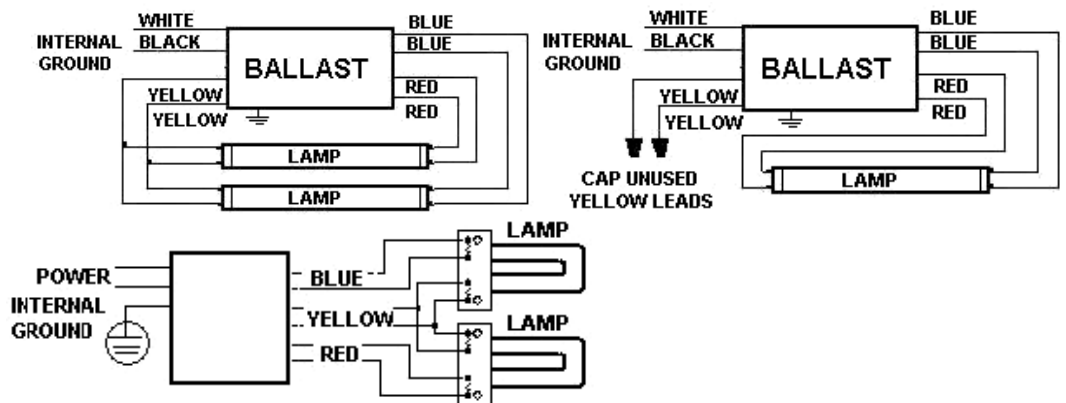 WHITE
BLACK
INTERNAL
GROUND
BALLAST
BLUE
BLUE
RED
RED
YELLOW
YELLOW
LAMP
LAMP
WHITE
BLACK
INTERNAL
GROUND
BALLAST
BLUE
BLUE
RED
RED
YELLOW
YELLOW
CAP UNUSED
YELLOW LEADS
LAMP
POWER
INTERNAL
GROUND
BLUE
YELLOW
RED
LAMP
LAMP